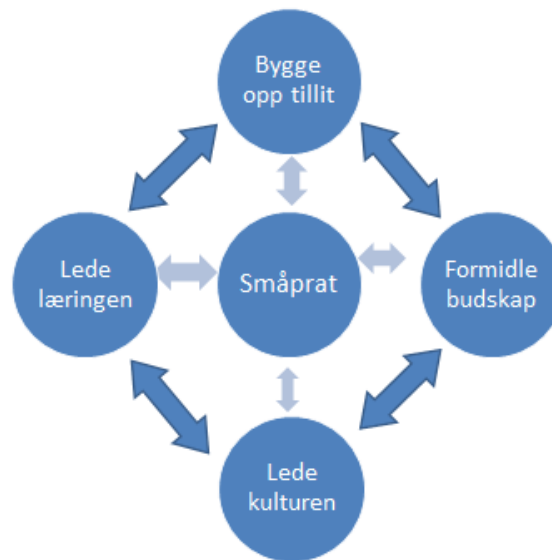 Bygge
opp tillit
Lede
læringen
Småprat
Formidle
budskap
Lede
kulturen